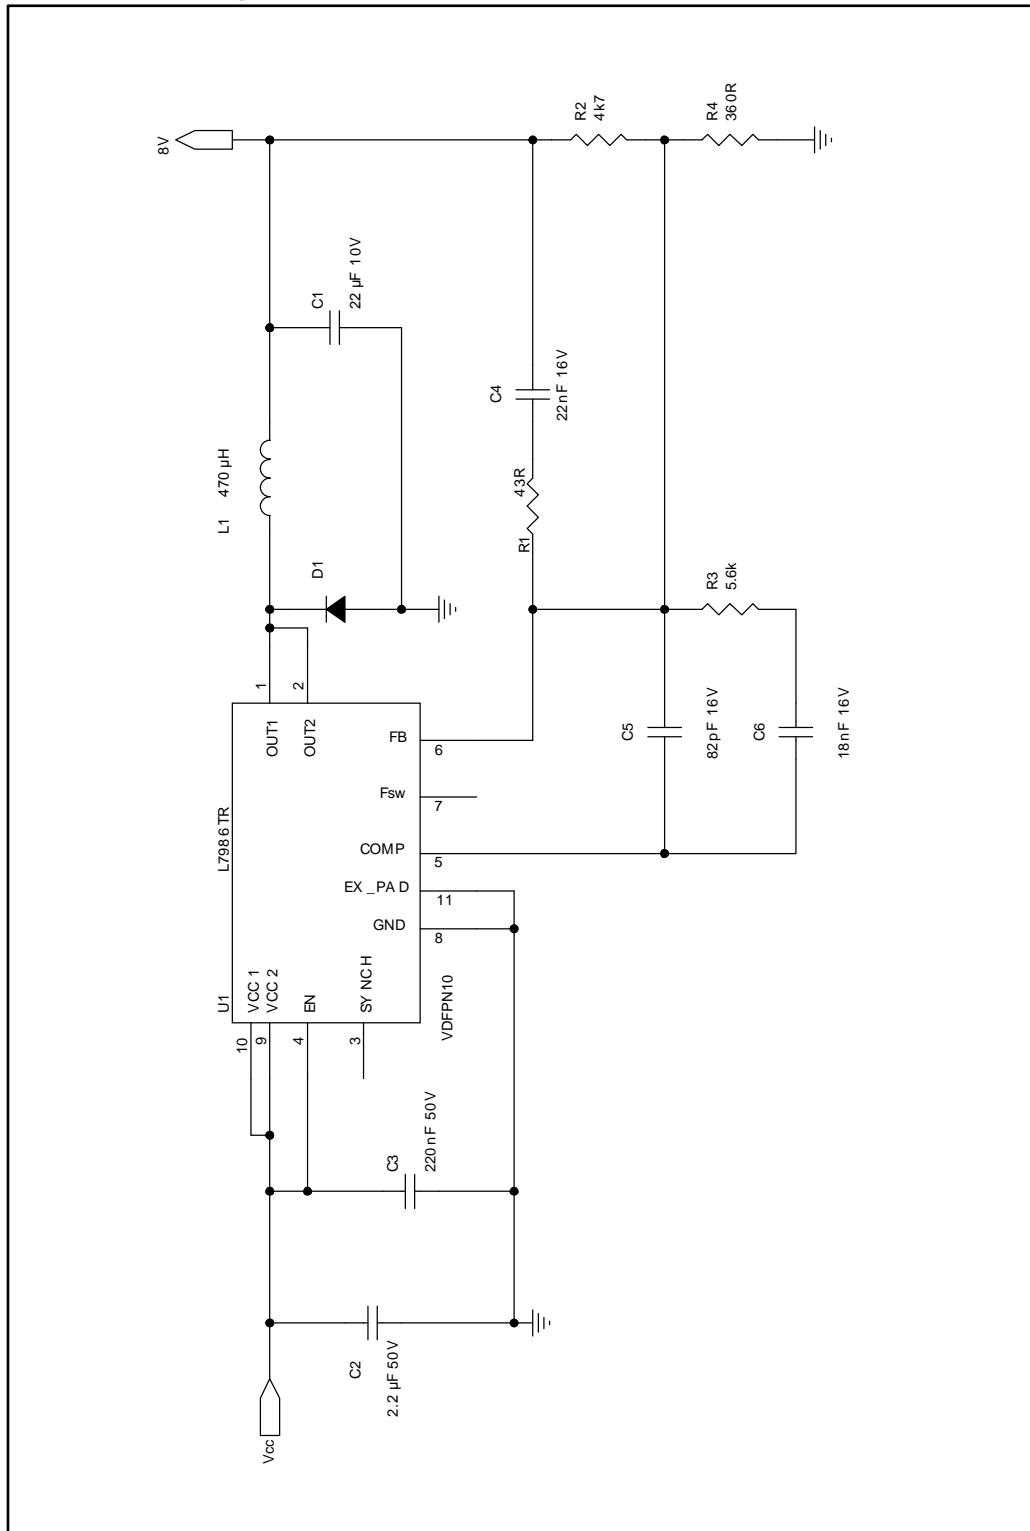 8V
R2
4k7
R4
360R
C1
22 µF 10V
C4
22nF 16V
L1 470 µH
43R
R1
D1
R3
5.6k
1
2
OUT1
OUT2
FB
6
C5
82pF 16V
C6
18nF 16V
Fsw
7
L7986TR
COMP
5
EX_PAD
11
GND
8
U1
VCC1
VCC2
EN
SYNCH
VDFPN10
10
9
4
3
C3
220nF 50V
C2
2.2 µF 50V
Vcc